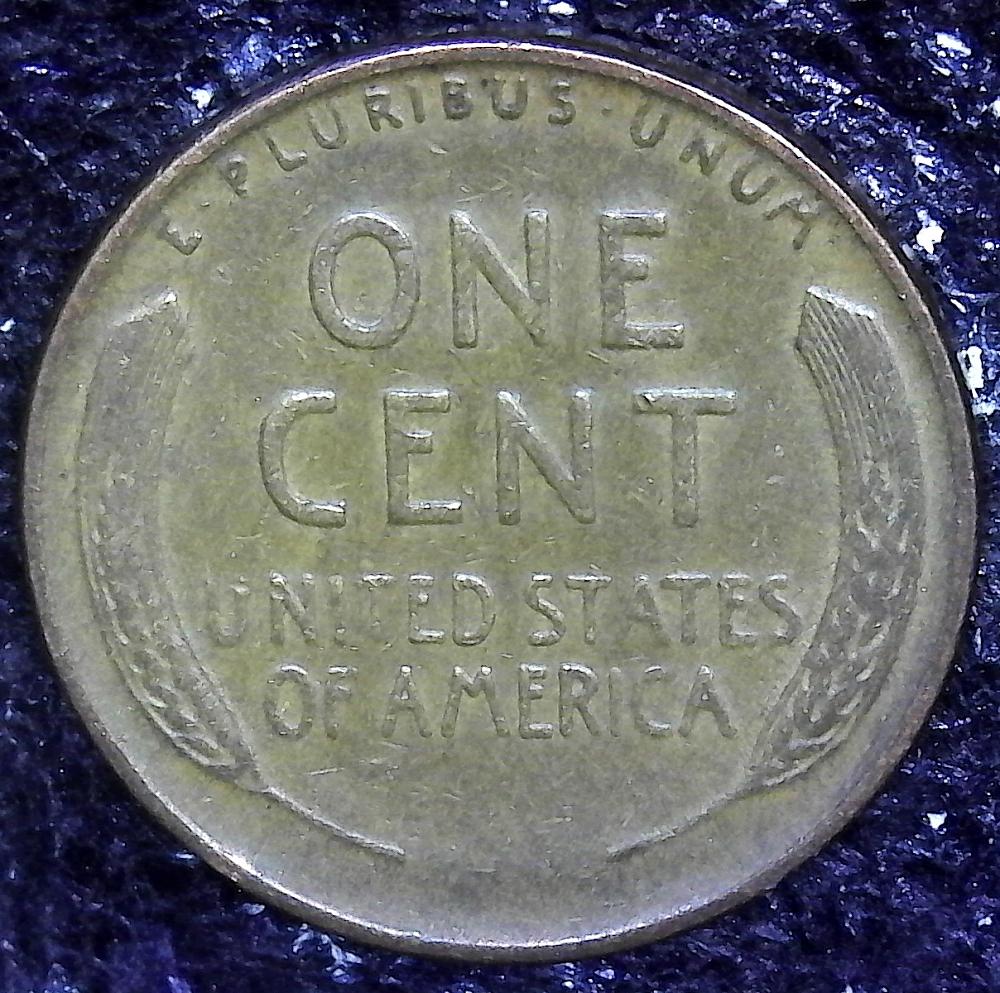 E · PLURIBUS · UNUM
ONE
CENT
UNITED STATES
OF AMERICA